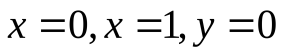 x=0, x=1, y=0